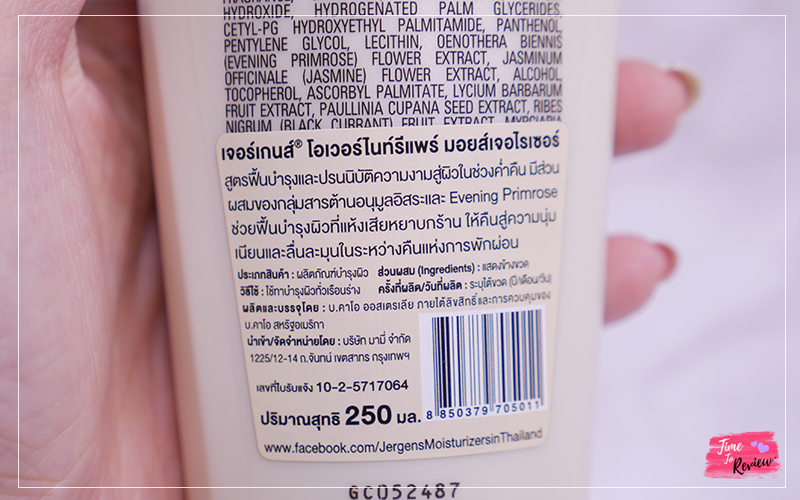 HYDROXIDE, HYDROGENATED PALM GLYCERIDES,
CETYL-PG HYDROXYETHYL PALMITAMIDE, PANTHENOL,
PENTYLENE GLYCOL, LECITHIN, OENOTHERA BIENNIS
(EVENING PRIMROSE) FLOWER EXTRACT, JASMINUM
OFFICINALE (JASMINE) FLOWER EXTRACT, ALCOHOL,
TOCOPHEROL, ASCORBYL PALMITATE, LYCIUM BARBARUM
FRUIT EXTRACT, PAULLINIA CUPANA SEED EXTRACT, RIBES
NIGRUM (BLACK CURRANT) FRUIT EXTRACT, MYRCIARIA
เจอร์เกนส์® โอเวอร์ไนท์รีแพร์ มอยส์เจอไรเซอร์
สูตรฟื้นบำรุงและปรนนิบัติความงามสู่ผิวในช่วงค่ำคืน มีส่วน
ผสมของกลุ่มสารต้านอนุมูลอิสระและ Evening Primrose
ช่วยฟื้นบำรุงผิวที่แห้งเสียหยาบกร้าน ให้คืนสู่ความนุ่ม
เนียนและลื่นละมุนในระหว่างคืนแห่งการพักผ่อน
ประเภทสินค้า : ผลิตภัณฑ์บำรุงผิว ส่วนผสม (Ingredients) : แสดงข้างขวด
วิธีใช้ : ใช้ทาบำรุงผิวทั่วเรือนร่าง ครั้งที่ผลิต/วันที่ผลิต : ระบุใต้ขวด (ปี/เดือน/วัน)
ผลิตและบรรจุโดย : บ.คาโอ ออสเตรเลีย ภายใต้ลิขสิทธิ์และการควบคุมของ
บ.คาโอ สหรัฐอเมริกา
นำเข้า/จัดจำหน่ายโดย : บริษัท มามี่ จำกัด
1225/12-14 ถ.จันทน์ เขตสาทร กรุงเทพฯ
เลขที่ใบรับแจ้ง 10-2-5717064
ปริมาณสุทธิ 250 มล.
8 850379 705011
www.facebook.com/JergensMoisturizersinThailand
GC052487
Time
To
Review